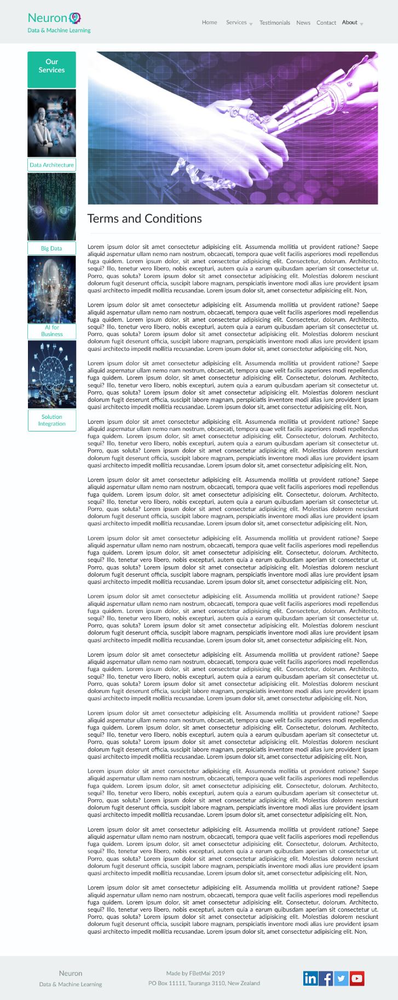 Neuron
Data & Machine Learning
Home Services Testimonials News Contact About
Our
Services
Data Architecture
Big Data
AI for
Business
Solution
Integration
Terms and Conditions
Lorem ipsum dolor sit amet consectetur adipisicing elit. Assumenda mollitia ut provident ratione? Saepe
aliquid aspernatur ullam nemo nam nostrum, obcaecati, tempora quae velit facilis asperiores modi repellendus
fuga quidem. Lorem ipsum dolor, sit amet consectetur adipisicing elit. Consectetur, dolorum. Architecto,
sequi? Illo, tenetur vero libero, nobis excepturi, autem quia a earum quibusdam aperiam sit consectetur ut.
Porro, quas soluta? Lorem ipsum dolor sit amet consectetur adipisicing elit. Molestias dolorem nesciunt
dolorum fugit deserunt officia, suscipit labore magnam, perspiciatis inventore modi alias iure provident ipsam
quasi architecto impedit mollitia recusandae. Lorem ipsum dolor sit, amet consectetur adipisicing elit. Non,
Lorem ipsum dolor sit amet consectetur adipisicing elit. Assumenda mollitia ut provident ratione? Saepe
aliquid aspernatur ullam nemo nam nostrum, obcaecati, tempora quae velit facilis asperiores modi repellendus
fuga quidem. Lorem ipsum dolor, sit amet consectetur adipisicing elit. Consectetur, dolorum. Architecto,
sequi? Illo, tenetur vero libero, nobis excepturi, autem quia a earum quibusdam aperiam sit consectetur ut.
Porro, quas soluta? Lorem ipsum dolor sit amet consectetur adipisicing elit. Molestias dolorem nesciunt
dolorum fugit deserunt officia, suscipit labore magnam, perspiciatis inventore modi alias iure provident ipsam
quasi architecto impedit mollitia recusandae. Lorem ipsum dolor sit, amet consectetur adipisicing elit. Non,
Lorem ipsum dolor sit amet consectetur adipisicing elit. Assumenda mollitia ut provident ratione? Saepe
aliquid aspernatur ullam nemo nam nostrum, obcaecati, tempora quae velit facilis asperiores modi repellendus
fuga quidem. Lorem ipsum dolor, sit amet consectetur adipisicing elit. Consectetur, dolorum. Architecto,
sequi? Illo, tenetur vero libero, nobis excepturi, autem quia a earum quibusdam aperiam sit consectetur ut.
Porro, quas soluta? Lorem ipsum dolor sit amet consectetur adipisicing elit. Molestias dolorem nesciunt
dolorum fugit deserunt officia, suscipit labore magnam, perspiciatis inventore modi alias iure provident ipsam
quasi architecto impedit mollitia recusandae. Lorem ipsum dolor sit, amet consectetur adipisicing elit. Non,
Lorem ipsum dolor sit amet consectetur adipisicing elit. Assumenda mollitia ut provident ratione? Saepe
aliquid aspernatur ullam nemo nam nostrum, obcaecati, tempora quae velit facilis asperiores modi repellendus
fuga quidem. Lorem ipsum dolor, sit amet consectetur adipisicing elit. Consectetur, dolorum. Architecto,
sequi? Illo, tenetur vero libero, nobis excepturi, autem quia a earum quibusdam aperiam sit consectetur ut.
Porro, quas soluta? Lorem ipsum dolor sit amet consectetur adipisicing elit. Molestias dolorem nesciunt
dolorum fugit deserunt officia, suscipit labore magnam, perspiciatis inventore modi alias iure provident ipsam
quasi architecto impedit mollitia recusandae. Lorem ipsum dolor sit, amet consectetur adipisicing elit. Non,
Lorem ipsum dolor sit amet consectetur adipisicing elit. Assumenda mollitia ut provident ratione? Saepe
aliquid aspernatur ullam nemo nam nostrum, obcaecati, tempora quae velit facilis asperiores modi repellendus
fuga quidem. Lorem ipsum dolor, sit amet consectetur adipisicing elit. Consectetur, dolorum. Architecto,
sequi? Illo, tenetur vero libero, nobis excepturi, autem quia a earum quibusdam aperiam sit consectetur ut.
Porro, quas soluta? Lorem ipsum dolor sit amet consectetur adipisicing elit. Molestias dolorem nesciunt
dolorum fugit deserunt officia, suscipit labore magnam, perspiciatis inventore modi alias iure provident ipsam
quasi architecto impedit mollitia recusandae. Lorem ipsum dolor sit, amet consectetur adipisicing elit. Non,
Lorem ipsum dolor sit amet consectetur adipisicing elit. Assumenda mollitia ut provident ratione? Saepe
aliquid aspernatur ullam nemo nam nostrum, obcaecati, tempora quae velit facilis asperiores modi repellendus
fuga quidem. Lorem ipsum dolor, sit amet consectetur adipisicing elit. Consectetur, dolorum. Architecto,
sequi? Illo, tenetur vero libero, nobis excepturi, autem quia a earum quibusdam aperiam sit consectetur ut.
Porro, quas soluta? Lorem ipsum dolor sit amet consectetur adipisicing elit. Molestias dolorem nesciunt
dolorum fugit deserunt officia, suscipit labore magnam, perspiciatis inventore modi alias iure provident ipsam
quasi architecto impedit mollitia recusandae. Lorem ipsum dolor sit, amet consectetur adipisicing elit. Non,
Lorem ipsum dolor sit amet consectetur adipisicing elit. Assumenda mollitia ut provident ratione? Saepe
aliquid aspernatur ullam nemo nam nostrum, obcaecati, tempora quae velit facilis asperiores modi repellendus
fuga quidem. Lorem ipsum dolor, sit amet consectetur adipisicing elit. Consectetur, dolorum. Architecto,
sequi? Illo, tenetur vero libero, nobis excepturi, autem quia a earum quibusdam aperiam sit consectetur ut.
Porro, quas soluta? Lorem ipsum dolor sit amet consectetur adipisicing elit. Molestias dolorem nesciunt
dolorum fugit deserunt officia, suscipit labore magnam, perspiciatis inventore modi alias iure provident ipsam
quasi architecto impedit mollitia recusandae. Lorem ipsum dolor sit, amet consectetur adipisicing elit. Non,
Lorem ipsum dolor sit amet consectetur adipisicing elit. Assumenda mollitia ut provident ratione? Saepe
aliquid aspernatur ullam nemo nam nostrum, obcaecati, tempora quae velit facilis asperiores modi repellendus
fuga quidem. Lorem ipsum dolor, sit amet consectetur adipisicing elit. Consectetur, dolorum. Architecto,
sequi? Illo, tenetur vero libero, nobis excepturi, autem quia a earum quibusdam aperiam sit consectetur ut.
Porro, quas soluta? Lorem ipsum dolor sit amet consectetur adipisicing elit. Molestias dolorem nesciunt
dolorum fugit deserunt officia, suscipit labore magnam, perspiciatis inventore modi alias iure provident ipsam
quasi architecto impedit mollitia recusandae. Lorem ipsum dolor sit, amet consectetur adipisicing elit. Non,
Lorem ipsum dolor sit amet consectetur adipisicing elit. Assumenda mollitia ut provident ratione? Saepe
aliquid aspernatur ullam nemo nam nostrum, obcaecati, tempora quae velit facilis asperiores modi repellendus
fuga quidem. Lorem ipsum dolor, sit amet consectetur adipisicing elit. Consectetur, dolorum. Architecto,
sequi? Illo, tenetur vero libero, nobis excepturi, autem quia a earum quibusdam aperiam sit consectetur ut.
Porro, quas soluta? Lorem ipsum dolor sit amet consectetur adipisicing elit. Molestias dolorem nesciunt
dolorum fugit deserunt officia, suscipit labore magnam, perspiciatis inventore modi alias iure provident ipsam
quasi architecto impedit mollitia recusandae. Lorem ipsum dolor sit, amet consectetur adipisicing elit. Non,
Lorem ipsum dolor sit amet consectetur adipisicing elit. Assumenda mollitia ut provident ratione? Saepe
aliquid aspernatur ullam nemo nam nostrum, obcaecati, tempora quae velit facilis asperiores modi repellendus
fuga quidem. Lorem ipsum dolor, sit amet consectetur adipisicing elit. Consectetur, dolorum. Architecto,
sequi? Illo, tenetur vero libero, nobis excepturi, autem quia a earum quibusdam aperiam sit consectetur ut.
Porro, quas soluta? Lorem ipsum dolor sit amet consectetur adipisicing elit. Molestias dolorem nesciunt
dolorum fugit deserunt officia, suscipit labore magnam, perspiciatis inventore modi alias iure provident ipsam
quasi architecto impedit mollitia recusandae. Lorem ipsum dolor sit, amet consectetur adipisicing elit. Non,
Lorem ipsum dolor sit amet consectetur adipisicing elit. Assumenda mollitia ut provident ratione? Saepe
aliquid aspernatur ullam nemo nam nostrum, obcaecati, tempora quae velit facilis asperiores modi repellendus
fuga quidem. Lorem ipsum dolor, sit amet consectetur adipisicing elit. Consectetur, dolorum. Architecto,
sequi? Illo, tenetur vero libero, nobis excepturi, autem quia a earum quibusdam aperiam sit consectetur ut.
Porro, quas soluta? Lorem ipsum dolor sit amet consectetur adipisicing elit. Molestias dolorem nesciunt
dolorum fugit deserunt officia, suscipit labore magnam, perspiciatis inventore modi alias iure provident ipsam
quasi architecto impedit mollitia recusandae. Lorem ipsum dolor sit, amet consectetur adipisicing elit. Non,
Lorem ipsum dolor sit amet consectetur adipisicing elit. Assumenda mollitia ut provident ratione? Saepe
aliquid aspernatur ullam nemo nam nostrum, obcaecati, tempora quae velit facilis asperiores modi repellendus
fuga quidem. Lorem ipsum dolor, sit amet consectetur adipisicing elit. Consectetur, dolorum. Architecto,
sequi? Illo, tenetur vero libero, nobis excepturi, autem quia a earum quibusdam aperiam sit consectetur ut.
Porro, quas soluta? Lorem ipsum dolor sit amet consectetur adipisicing elit. Molestias dolorem nesciunt
dolorum fugit deserunt officia, suscipit labore magnam, perspiciatis inventore modi alias iure provident ipsam
quasi architecto impedit mollitia recusandae. Lorem ipsum dolor sit, amet consectetur adipisicing elit. Non,
Neuron
Data & Machine Learning
Made by FBetMai 2019
PO Box 11111, Tauranga 3110, New Zealand
in f